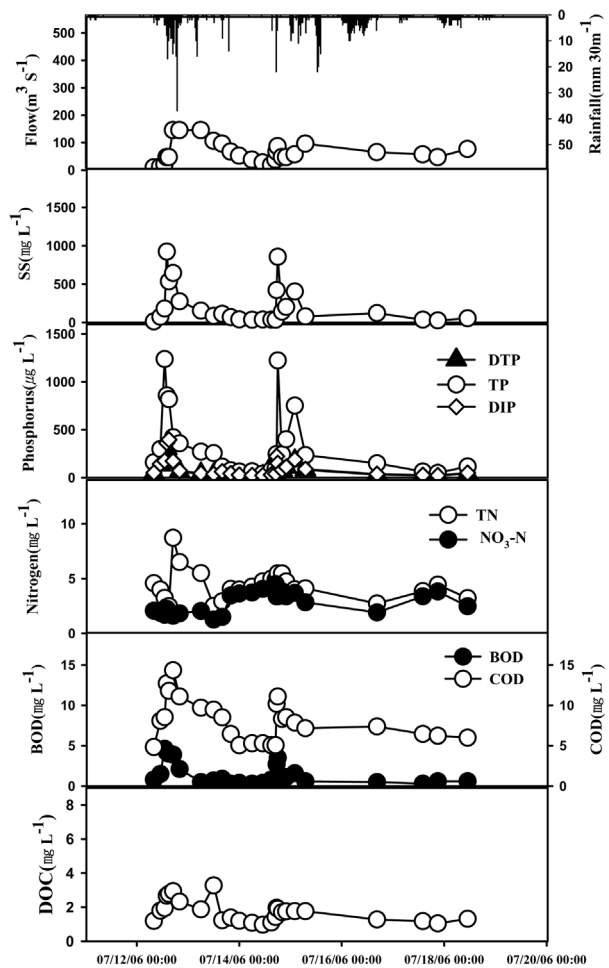 Flow(m³ S⁻¹)
500
400
300
200
100
0
Rainfall(mm 30m⁻¹)
0
10
20
30
40
50
SS(㎎ L⁻¹)
1500
1000
500
0
Phosphorus(㎍ L⁻¹)
1500
1000
500
0
DTP
TP
DIP
Nitrogen(㎎ L⁻¹)
10
5
0
TN
NO₃-N
BOD(㎎ L⁻¹)
15
10
5
0
BOD
COD
COD(㎎ L⁻¹)
15
10
5
0
DOC(㎎ L⁻¹)
8
6
4
2
0
07/12/06 00:00 07/14/06 00:00 07/16/06 00:00 07/18/06 00:00 07/20/06 00:00